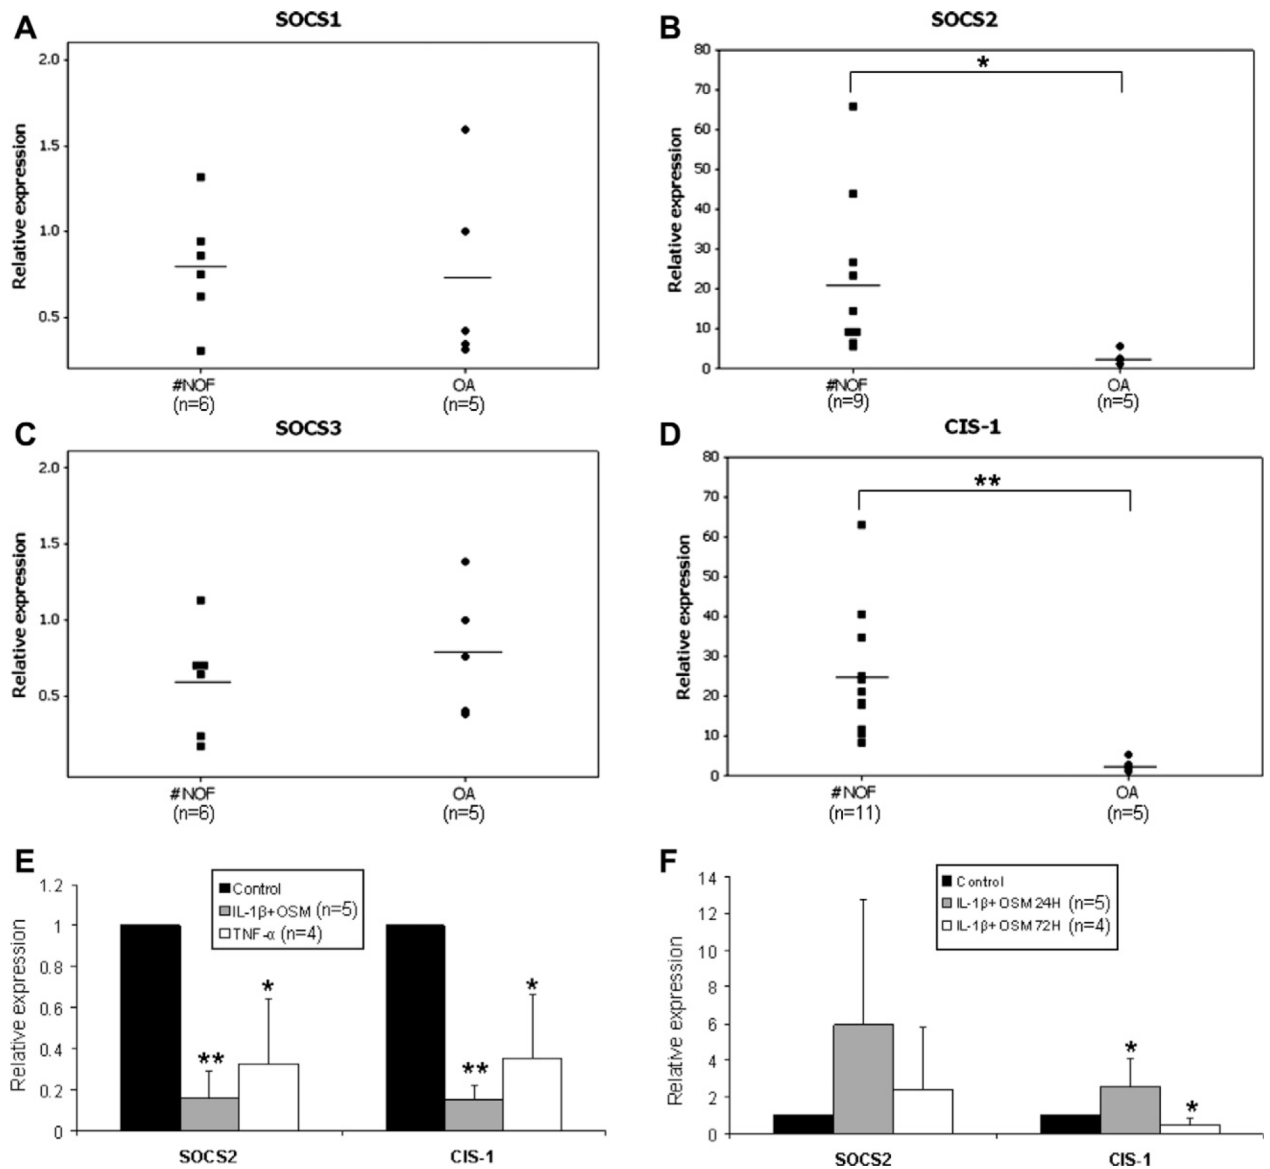 A
SOCS1
Relative expression
2.0
1.5
1.0
0.5
#NOF
(n=6)
OA
(n=5)
B
SOCS2
Relative expression
80
70
60
50
40
30
20
10
0
*
#NOF
(n=9)
OA
(n=5)
C
SOCS3
Relative expression
2.0
1.5
1.0
0.5
#NOF
(n=6)
OA
(n=5)
D
CIS-1
Relative expression
80
70
60
50
40
30
20
10
0
**
#NOF
(n=11)
OA
(n=5)
E
Relative expression
1.2
1
0.8
0.6
0.4
0.2
0
Control
IL-1β+OSM (n=5)
TNF-α (n=4)
**
*
**
*
SOCS2
CIS-1
F
Relative expression
14
12
10
8
6
4
2
0
Control
IL-1β+OSM 24H (n=5)
IL-1β+OSM 72H (n=4)
*
*
SOCS2
CIS-1